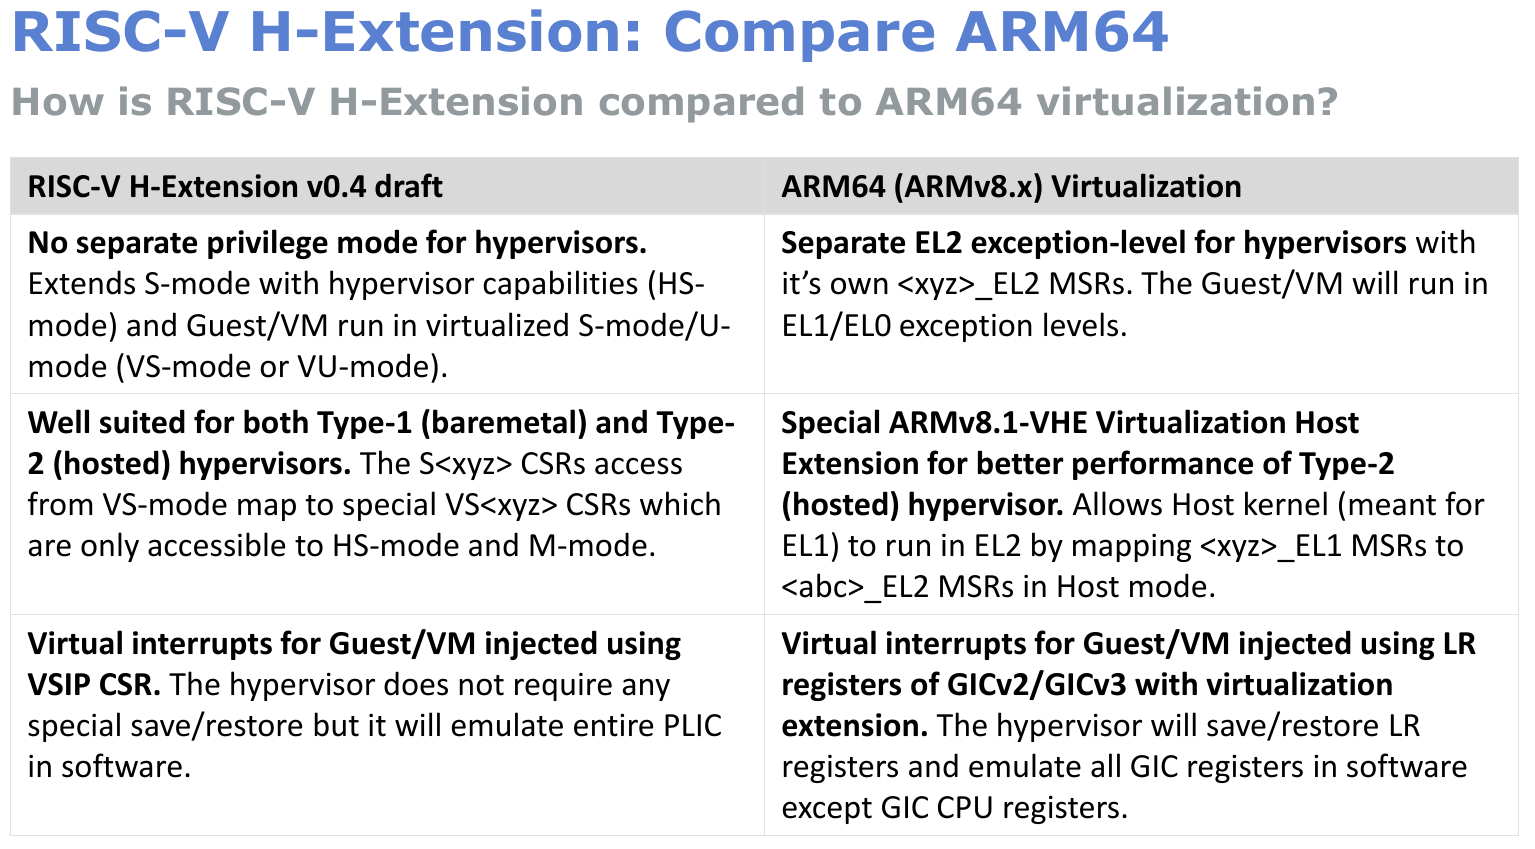 RISC-V H-Extension: Compare ARM64
How is RISC-V H-Extension compared to ARM64 virtualization?
RISC-V H-Extension v0.4 draft
ARM64 (ARMv8.x) Virtualization
No separate privilege mode for hypervisors.
Extends S-mode with hypervisor capabilities (HS-
mode) and Guest/VM run in virtualized S-mode/U-
mode (VS-mode or VU-mode).
Separate EL2 exception-level for hypervisors with
it’s own <xyz>_EL2 MSRs. The Guest/VM will run in
EL1/EL0 exception levels.
Well suited for both Type-1 (baremetal) and Type-
2 (hosted) hypervisors. The S<xyz> CSRs access
from VS-mode map to special VS<xyz> CSRs which
are only accessible to HS-mode and M-mode.
Special ARMv8.1-VHE Virtualization Host
Extension for better performance of Type-2
(hosted) hypervisor. Allows Host kernel (meant for
EL1) to run in EL2 by mapping <xyz>_EL1 MSRs to
<abc>_EL2 MSRs in Host mode.
Virtual interrupts for Guest/VM injected using
VSIP CSR. The hypervisor does not require any
special save/restore but it will emulate entire PLIC
in software.
Virtual interrupts for Guest/VM injected using LR
registers of GICv2/GICv3 with virtualization
extension. The hypervisor will save/restore LR
registers and emulate all GIC registers in software
except GIC CPU registers.